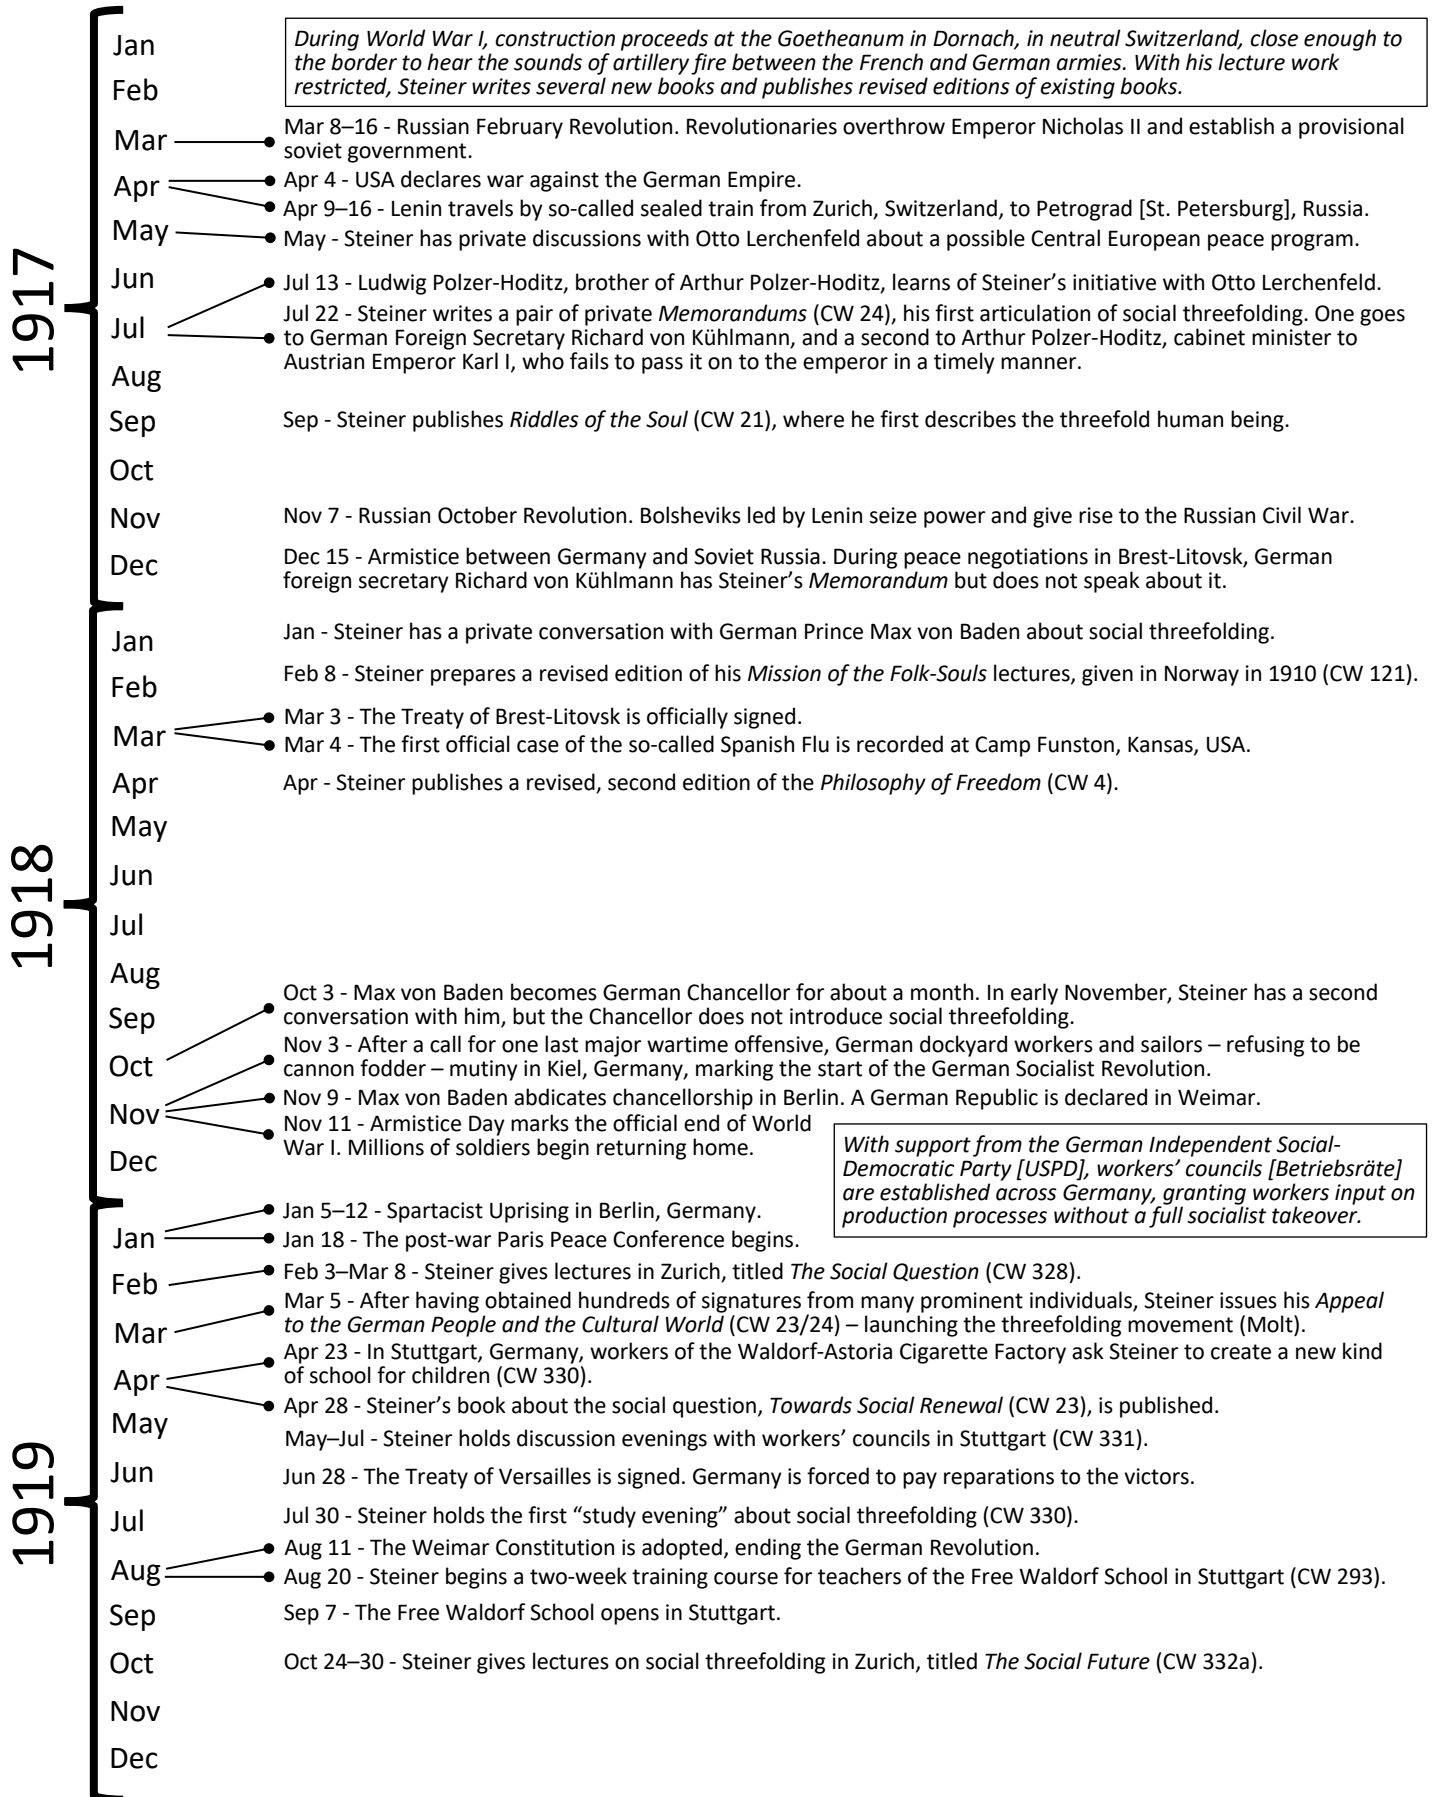 1917
Jan
During World War I, construction proceeds at the Goetheanum in Dornach, in neutral Switzerland, close enough to
the border to hear the sounds of artillery fire between the French and German armies. With his lecture work
restricted, Steiner writes several new books and publishes revised editions of existing books.
Feb
Mar
Mar 8–16 - Russian February Revolution. Revolutionaries overthrow Emperor Nicholas II and establish a provisional
soviet government.
Apr
Apr 4 - USA declares war against the German Empire.
Apr 9–16 - Lenin travels by so-called sealed train from Zurich, Switzerland, to Petrograd [St. Petersburg], Russia.
May
May - Steiner has private discussions with Otto Lerchenfeld about a possible Central European peace program.
Jun
Jul
Jul 13 - Ludwig Polzer-Hoditz, brother of Arthur Polzer-Hoditz, learns of Steiner’s initiative with Otto Lerchenfeld.
Jul 22 - Steiner writes a pair of private Memorandums (CW 24), his first articulation of social threefolding. One goes
to German Foreign Secretary Richard von Kühlmann, and a second to Arthur Polzer-Hoditz, cabinet minister to
Austrian Emperor Karl I, who fails to pass it on to the emperor in a timely manner.
Aug
Sep
Sep - Steiner publishes Riddles of the Soul (CW 21), where he first describes the threefold human being.
Oct
Nov
Nov 7 - Russian October Revolution. Bolsheviks led by Lenin seize power and give rise to the Russian Civil War.
Dec
Dec 15 - Armistice between Germany and Soviet Russia. During peace negotiations in Brest-Litovsk, German
foreign secretary Richard von Kühlmann has Steiner’s Memorandum but does not speak about it.
1918
Jan
Jan - Steiner has a private conversation with German Prince Max von Baden about social threefolding.
Feb
Feb 8 - Steiner prepares a revised edition of his Mission of the Folk-Souls lectures, given in Norway in 1910 (CW 121).
Mar
Mar 3 - The Treaty of Brest-Litovsk is officially signed.
Mar 4 - The first official case of the so-called Spanish Flu is recorded at Camp Funston, Kansas, USA.
Apr
Apr - Steiner publishes a revised, second edition of the Philosophy of Freedom (CW 4).
May
Jun
Jul
Aug
Sep
Oct
Oct 3 - Max von Baden becomes German Chancellor for about a month. In early November, Steiner has a second
conversation with him, but the Chancellor does not introduce social threefolding.
Nov
Nov 3 - After a call for one last major wartime offensive, German dockyard workers and sailors – refusing to be
cannon fodder – mutiny in Kiel, Germany, marking the start of the German Socialist Revolution.
Nov 9 - Max von Baden abdicates chancellorship in Berlin. A German Republic is declared in Weimar.
Nov 11 - Armistice Day marks the official end of World
War I. Millions of soldiers begin returning home.
Dec
With support from the German Independent Social-
Democratic Party [USPD], workers’ councils [Betriebsräte]
are established across Germany, granting workers input on
production processes without a full socialist takeover.
1919
Jan
Jan 5–12 - Spartacist Uprising in Berlin, Germany.
Jan 18 - The post-war Paris Peace Conference begins.
Feb
Feb 3–Mar 8 - Steiner gives lectures in Zurich, titled The Social Question (CW 328).
Mar
Mar 5 - After having obtained hundreds of signatures from many prominent individuals, Steiner issues his Appeal
to the German People and the Cultural World (CW 23/24) – launching the threefolding movement (Molt).
Apr
Apr 23 - In Stuttgart, Germany, workers of the Waldorf-Astoria Cigarette Factory ask Steiner to create a new kind
of school for children (CW 330).
Apr 28 - Steiner’s book about the social question, Towards Social Renewal (CW 23), is published.
May
May–Jul - Steiner holds discussion evenings with workers’ councils in Stuttgart (CW 331).
Jun
Jun 28 - The Treaty of Versailles is signed. Germany is forced to pay reparations to the victors.
Jul
Jul 30 - Steiner holds the first “study evening” about social threefolding (CW 330).
Aug
Aug 11 - The Weimar Constitution is adopted, ending the German Revolution.
Aug 20 - Steiner begins a two-week training course for teachers of the Free Waldorf School in Stuttgart (CW 293).
Sep
Sep 7 - The Free Waldorf School opens in Stuttgart.
Oct
Oct 24–30 - Steiner gives lectures on social threefolding in Zurich, titled The Social Future (CW 332a).
Nov
Dec